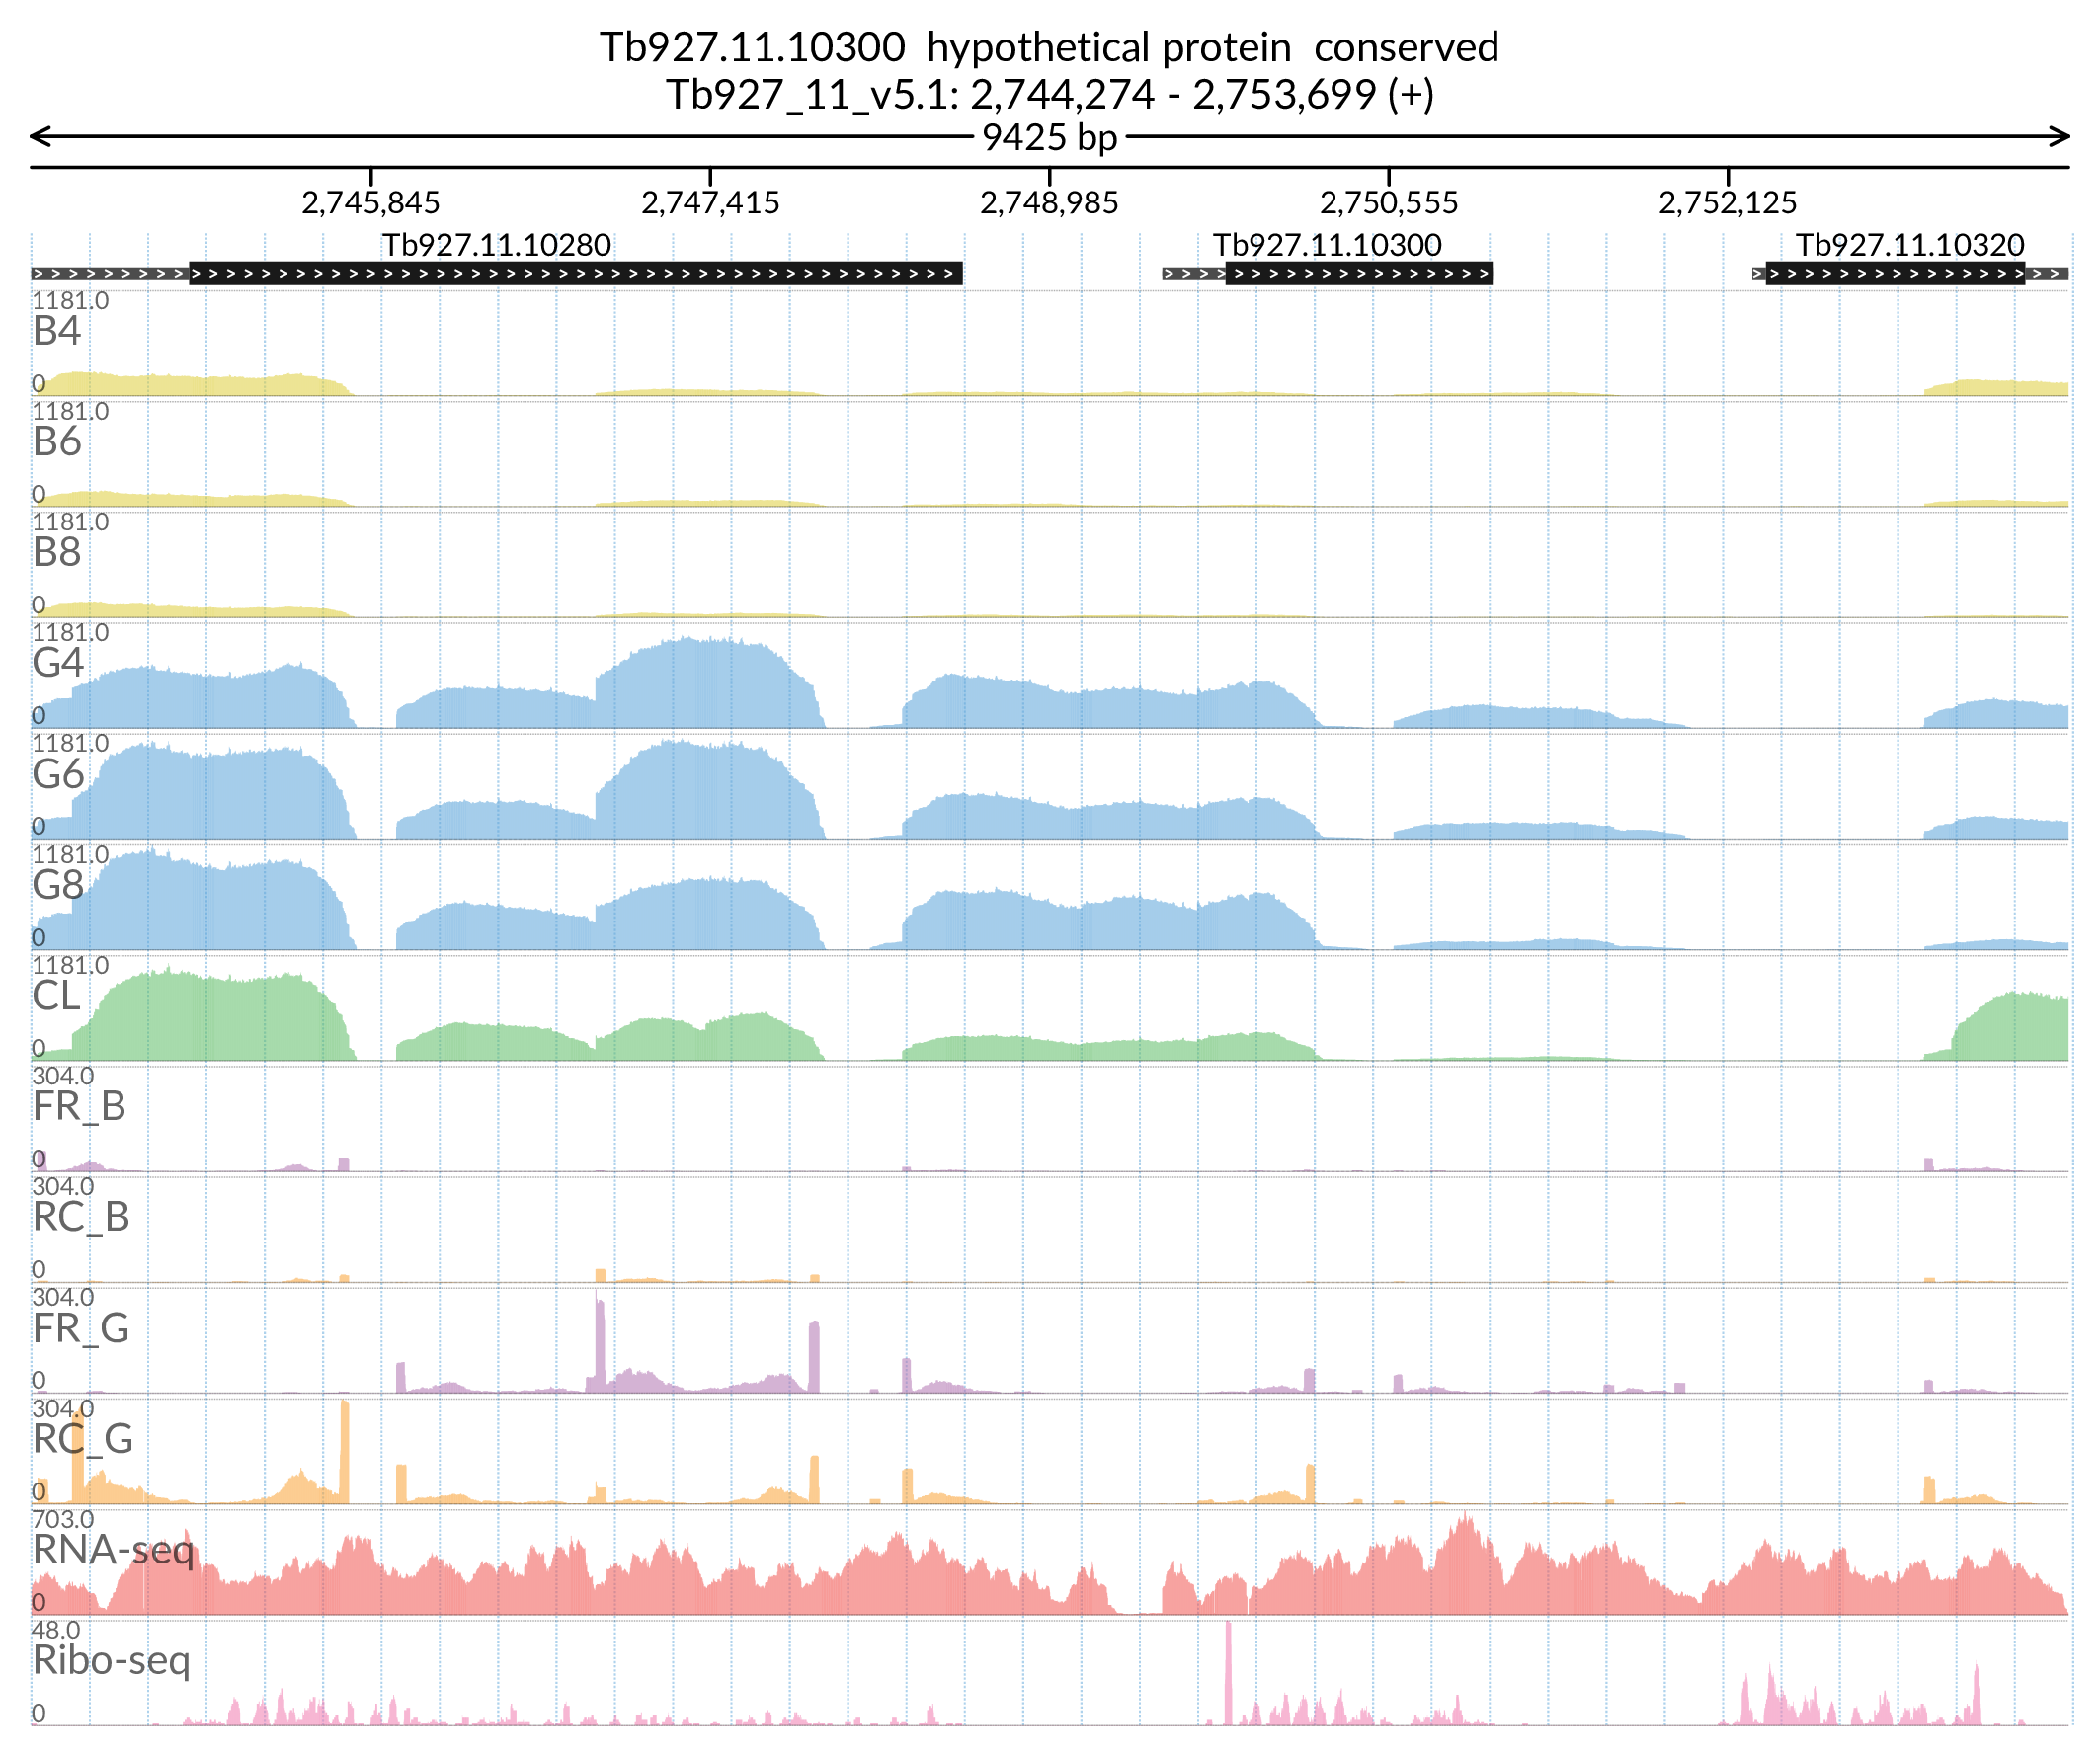 Tb927.11.10300 hypothetical protein conserved
Tb927_11_v5.1: 2,744,274 - 2,753,699 (+)
9425 bp
2,745,845 2,747,415 2,748,985 2,750,555 2,752,125
Tb927.11.10280 Tb927.11.10300 Tb927.11.10320
1181.0
B4
0
1181.0
B6
0
1181.0
B8
0
1181.0
G4
0
1181.0
G6
0
1181.0
G8
0
1181.0
CL
0
304.0
FR_B
0
304.0
RC_B
0
304.0
FR_G
0
304.0
RC_G
0
703.0
RNA-seq
0
48.0
Ribo-seq
0